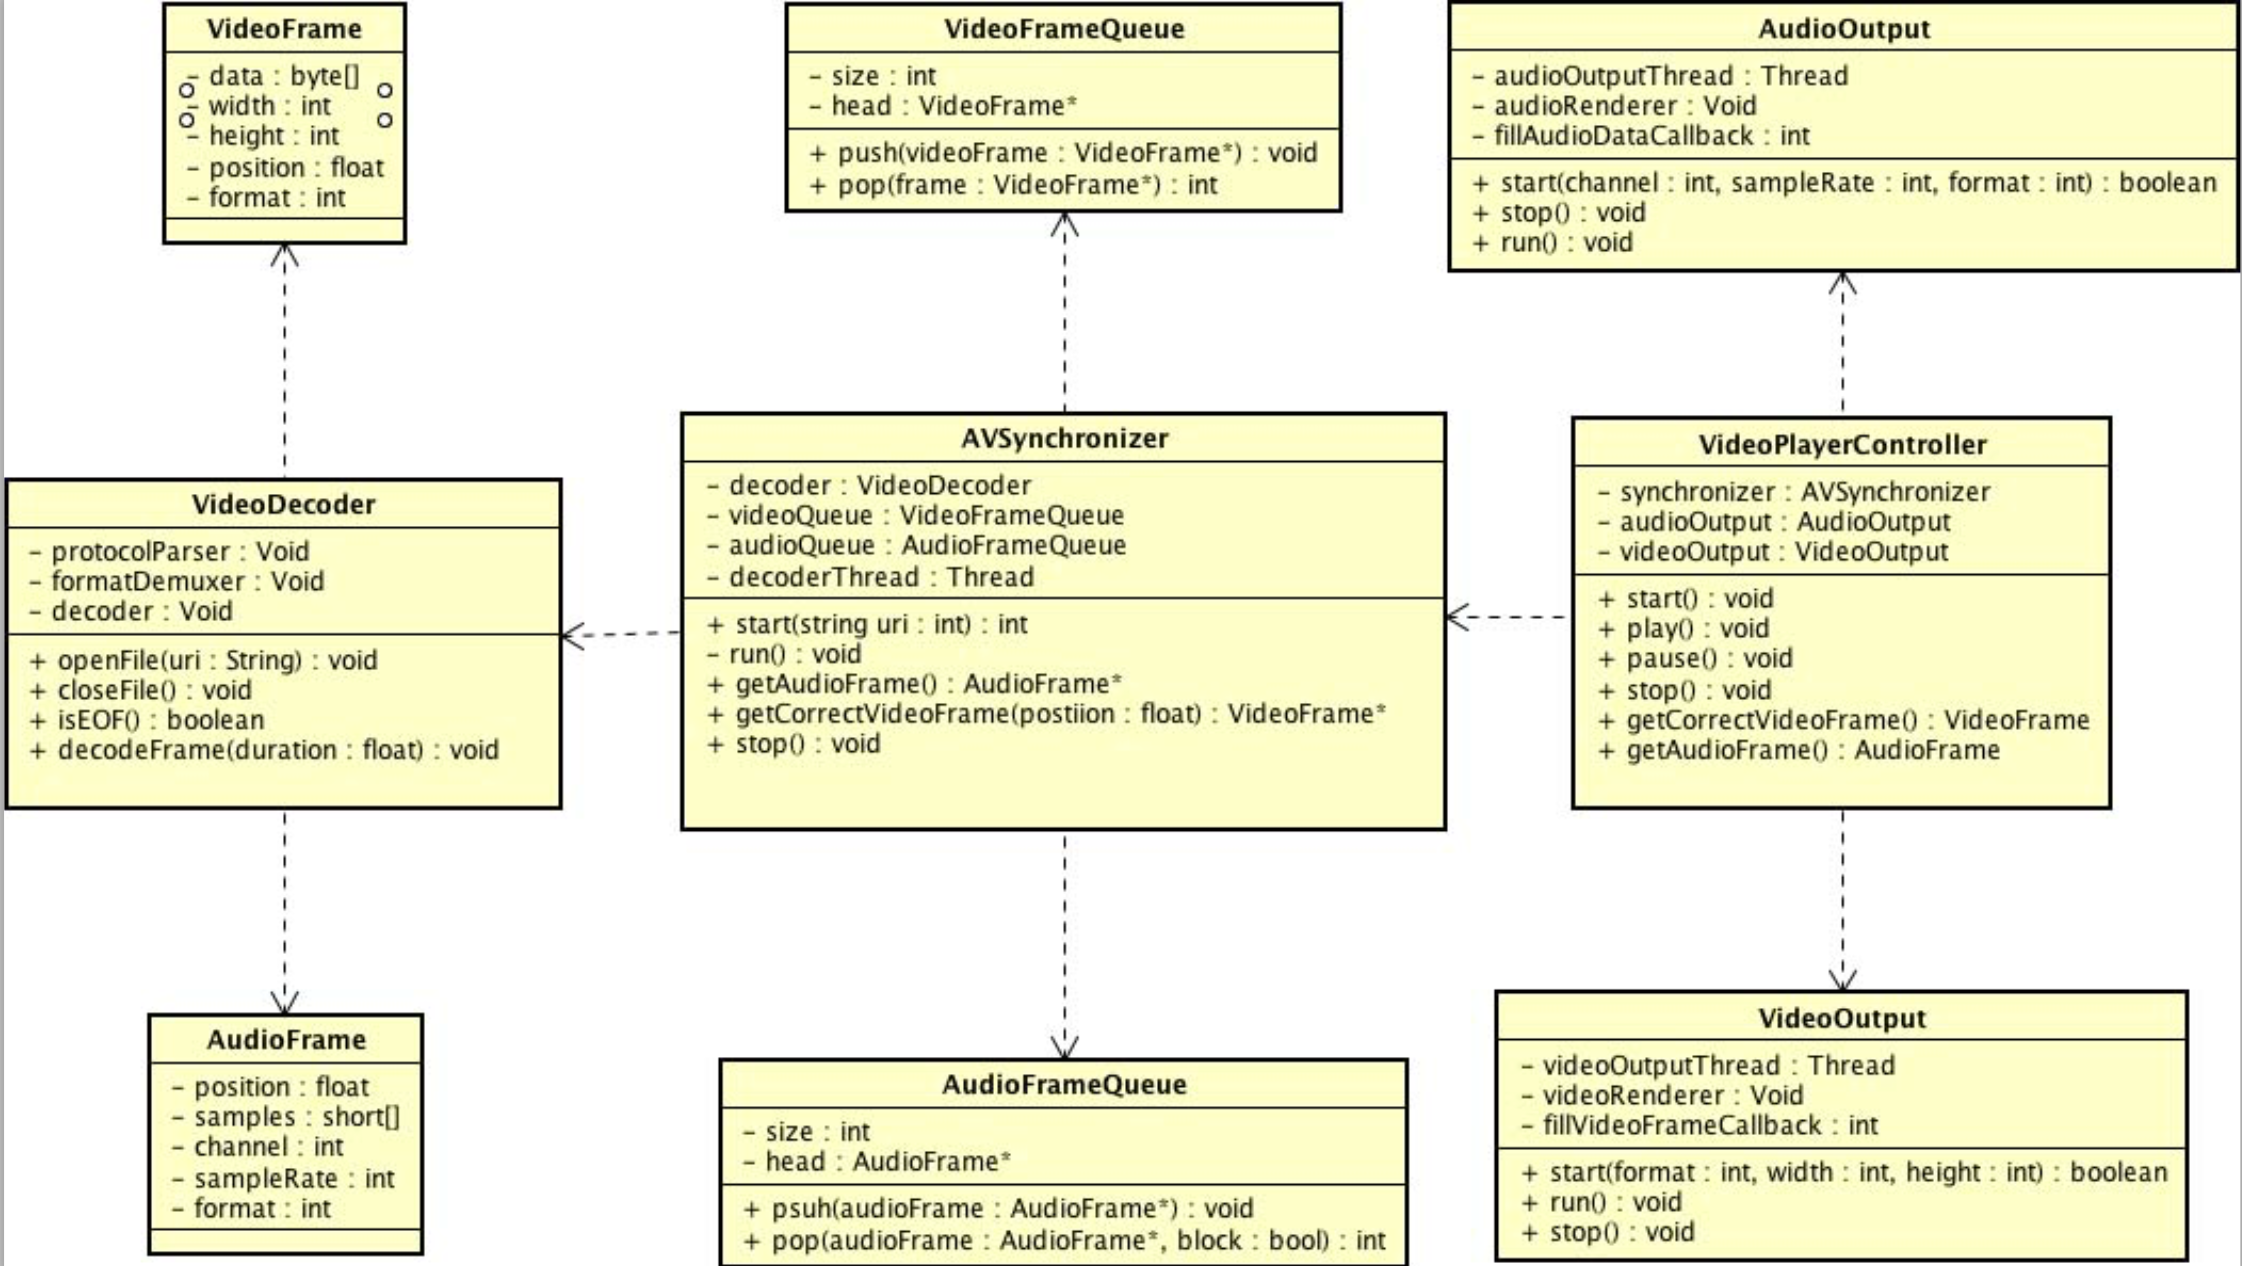 VideoFrame
- data : byte[]
- width : int
- height : int
- position : float
- format : int
VideoFrameQueue
- size : int
- head : VideoFrame*
+ push(videoFrame : VideoFrame*) : void
+ pop(frame : VideoFrame*) : int
AudioOutput
- audioOutputThread : Thread
- audioRenderer : Void
- fillAudioDataCallback : int
+ start(channel : int, sampleRate : int, format : int) : boolean
+ stop() : void
+ run() : void
VideoDecoder
- protocolParser : Void
- formatDemuxer : Void
- decoder : Void
+ openFile(uri : String) : void
+ closeFile() : void
+ isEOF() : boolean
+ decodeFrame(duration : float) : void
AVSynchronizer
- decoder : VideoDecoder
- videoQueue : VideoFrameQueue
- audioQueue : AudioFrameQueue
- decoderThread : Thread
+ start(string uri : int) : int
- run() : void
+ getAudioFrame() : AudioFrame*
+ getCorrectVideoFrame(postiion : float) : VideoFrame*
+ stop() : void
VideoPlayerController
- synchronizer : AVSynchronizer
- audioOutput : AudioOutput
- videoOutput : VideoOutput
+ start() : void
+ play() : void
+ pause() : void
+ stop() : void
+ getCorrectVideoFrame() : VideoFrame
+ getAudioFrame() : AudioFrame
AudioFrame
- position : float
- samples : short[]
- channel : int
- sampleRate : int
- format : int
AudioFrameQueue
- size : int
- head : AudioFrame*
+ psuh(audioFrame : AudioFrame*) : void
+ pop(audioFrame : AudioFrame*, block : bool) : int
VideoOutput
- videoOutputThread : Thread
- videoRenderer : Void
- fillVideoFrameCallback : int
+ start(format : int, width : int, height : int) : boolean
+ run() : void
+ stop() : void